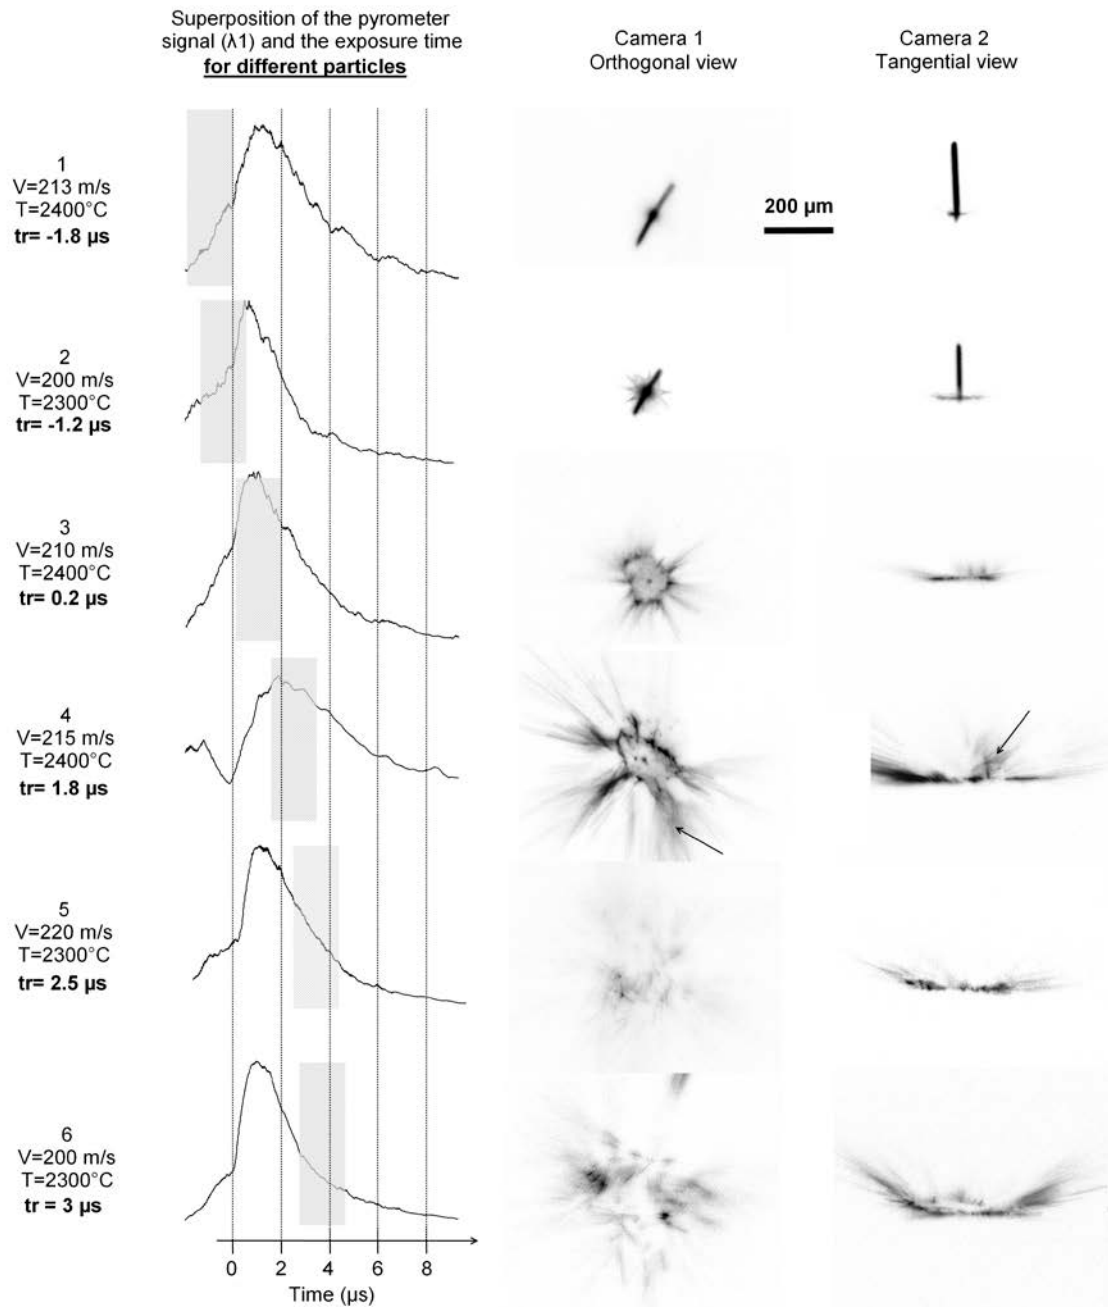 Superposition of the pyrometer
signal (λ1) and the exposure time
for different particles
Camera 1
Orthogonal view
Camera 2
Tangential view
1
V=213 m/s
T=2400°C
tr= -1.8 µs
200 µm
2
V=200 m/s
T=2300°C
tr= -1.2 µs
3
V=210 m/s
T=2400°C
tr= 0.2 µs
4
V=215 m/s
T=2400°C
tr= 1.8 µs
5
V=220 m/s
T=2300°C
tr= 2.5 µs
6
V=200 m/s
T=2300°C
tr = 3 µs
0 2 4 6 8
Time (µs)